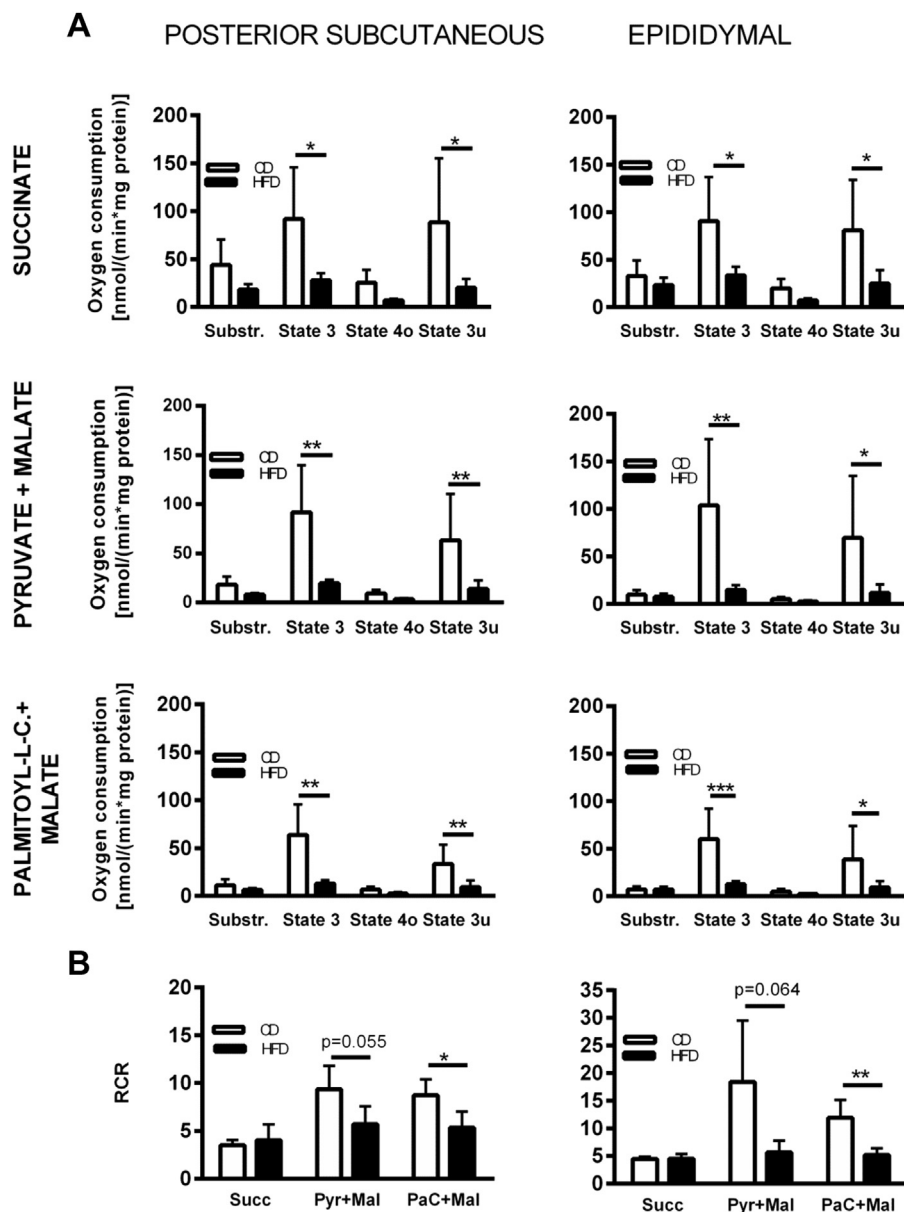 A
POSTERIOR SUBCUTANEOUS
EPIDIDYMAL
SUCCINATE
Oxygen consumption
[nmol/(min*mg protein)]
200
150
100
50
0
CD
HFD
*
*
Substr. State 3 State 4o State 3u
200
150
100
50
0
CD
HFD
*
*
Substr. State 3 State 4o State 3u
PYRUVATE + MALATE
Oxygen consumption
[nmol/(min*mg protein)]
200
150
100
50
0
CD
HFD
**
**
Substr. State 3 State 4o State 3u
200
150
100
50
0
CD
HFD
**
*
Substr. State 3 State 4o State 3u
PALMITOYL-L-C.+
MALATE
Oxygen consumption
[nmol/(min*mg protein)]
200
150
100
50
0
CD
HFD
**
**
Substr. State 3 State 4o State 3u
200
150
100
50
0
CD
HFD
***
*
Substr. State 3 State 4o State 3u
B
RCR
20
15
10
5
0
CD
HFD
p=0.055
*
Succ Pyr+Mal PaC+Mal
35
30
25
20
15
10
5
0
CD
HFD
p=0.064
**
Succ Pyr+Mal PaC+Mal